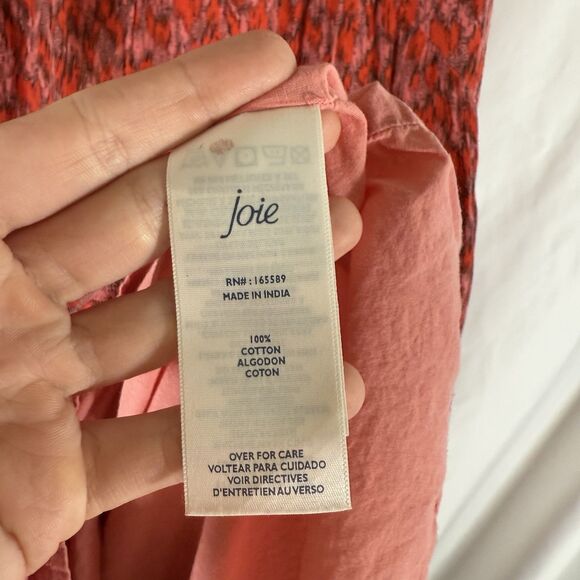 joie
RN# : 165589
MADE IN INDIA
100%
COTTON
ALGODON
COTON
OVER FOR CARE
VOLTEAR PARA CUIDADO
VOIR DIRECTIVES
D'ENTRETIEN AU VERSO